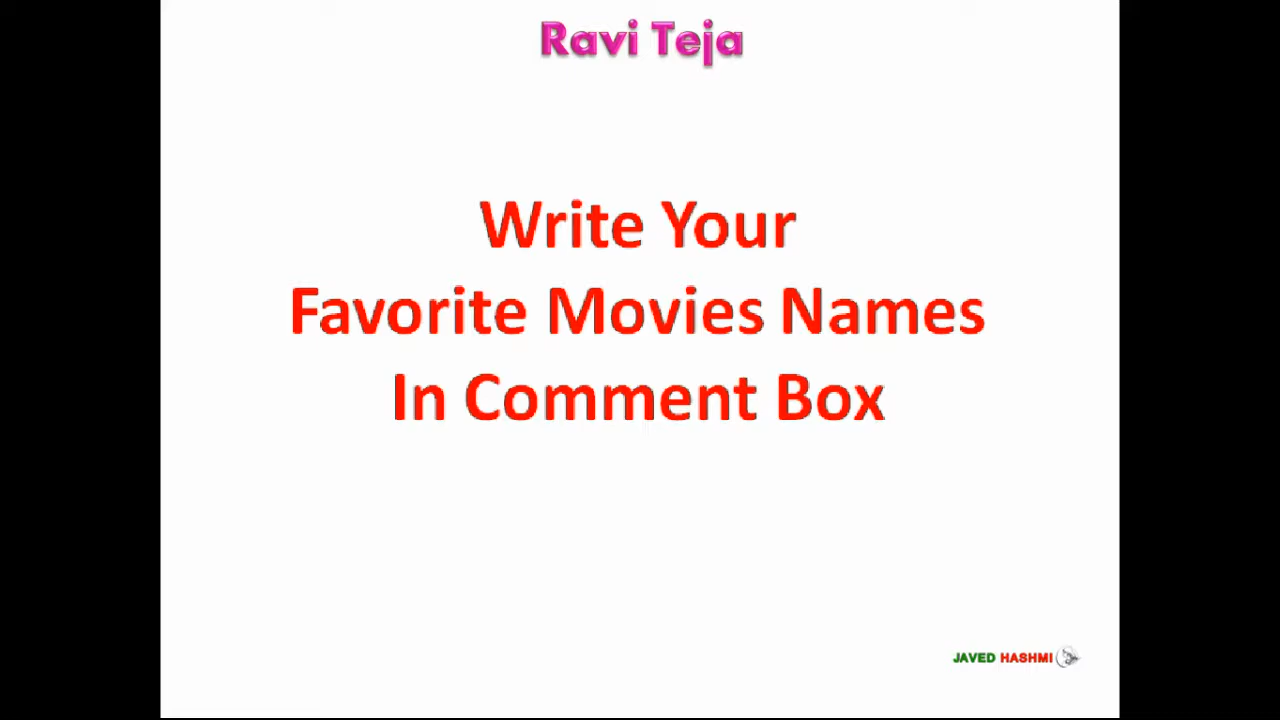 Ravi Teja
Write Your
Favorite Movies Names
In Comment Box
JAVED HASHMI